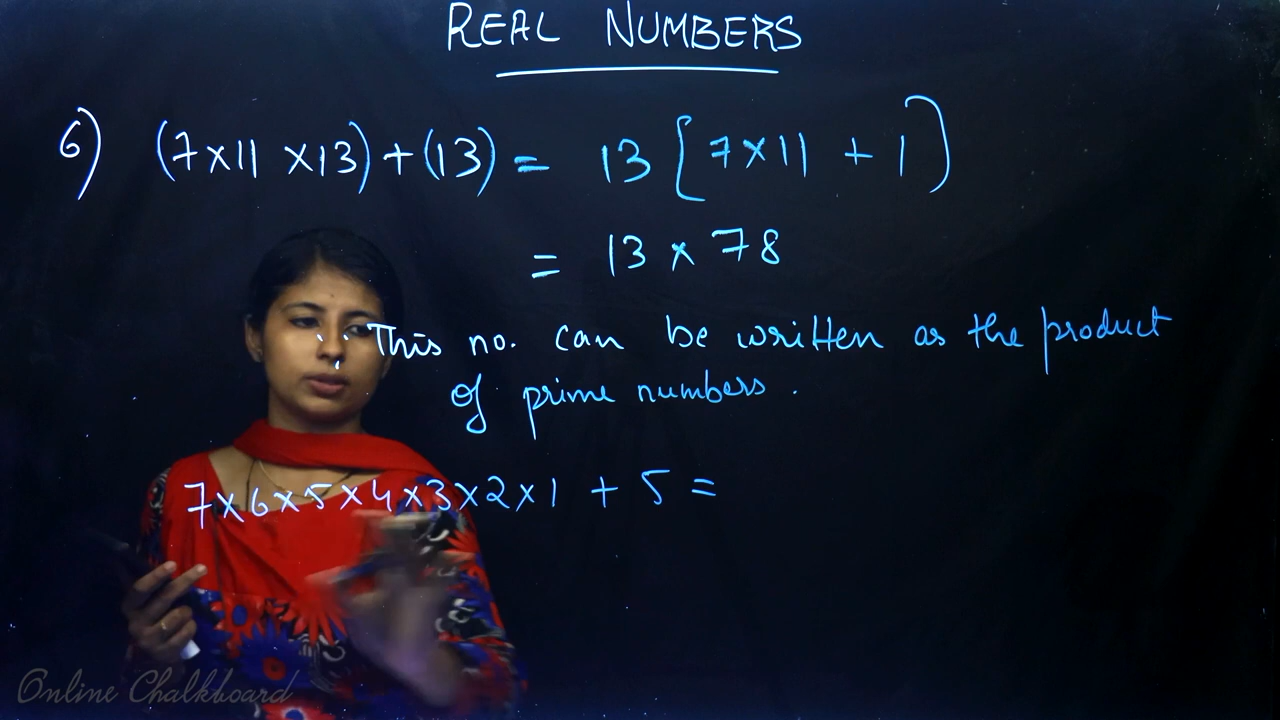 REAL NUMBERS
6) (7×11 ×13)+(13) = 13 [7×11 + 1]
= 13 × 78
∴ This no. can be written as the product
of prime numbers.
7×6×5×4×3×2×1 + 5 =
Online Chalkboard